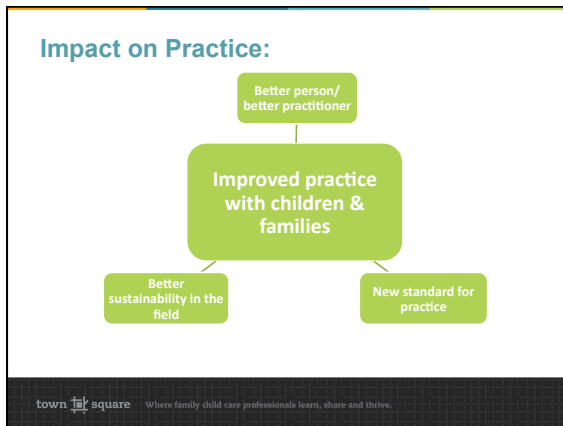 Impact on Practice:
Better person/
better practitioner
Improved practice
with children &
families
Better
sustainability in the
field
New standard for
practice
town square Where family child care professionals learn, share and thrive.